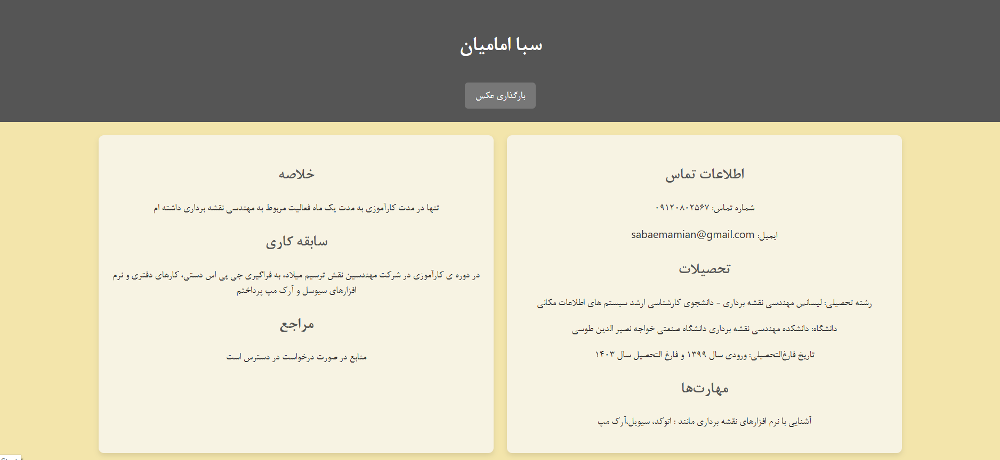 سبا امامیان
بارگذاری عکس
اطلاعات تماس
شماره تماس: ۰۹۱۲۰۸۰۲۵۶۷
ایمیل: sabaemamian@gmail.com
تحصیلات
رشته تحصیلی: لیسانس مهندسی نقشه برداری - دانشجوی کارشناسی ارشد سیستم های اطلاعات مکانی
دانشگاه: دانشکده مهندسی نقشه برداری دانشگاه صنعتی خواجه نصیر الدین طوسی
تاریخ فارغ‌التحصیلی: ورودی سال ۱۳۹۹ و فارغ التحصیل سال ۱۴۰۳
مهارت‌ها
آشنایی با نرم افزارهای نقشه برداری مانند : اتوکد، سیویل،آرک مپ
خلاصه
تنها در مدت کارآموزی به مدت یک ماه فعالیت مربوط به مهندسی نقشه برداری داشته ام
سابقه کاری
در دوره ی کارآموزی در شرکت مهندسین نقش ترسیم میلاد، به فراگیری جی پی اس دستی، کارهای دفتری و نرم
افزارهای سیوسل و آرک مپ پرداختم
مراجع
منابع در صورت درخواست در دسترس است